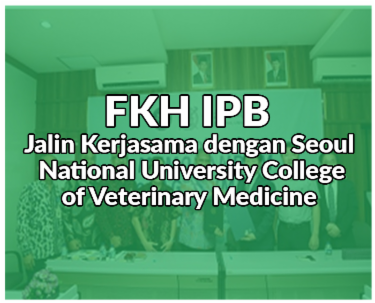 FKH IPB
Jalin Kerjasama dengan Seoul
National University College
of Veterinary Medicine